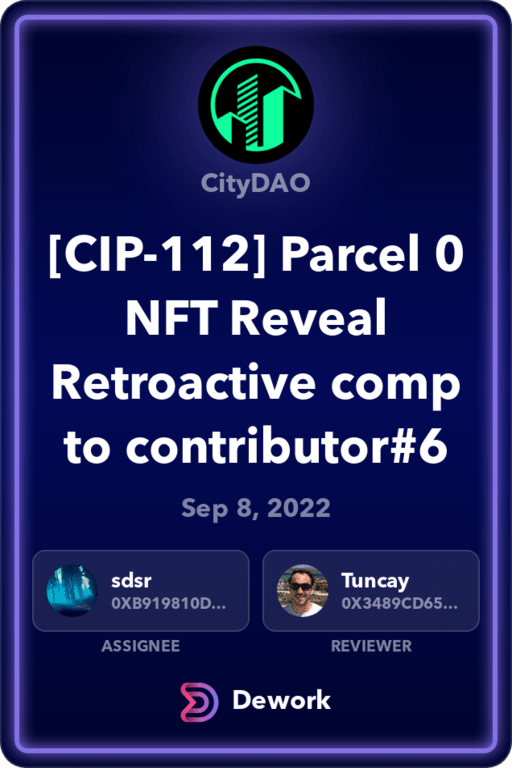 CityDAO
[CIP-112] Parcel 0
NFT Reveal
Retroactive comp
to contributor#6
Sep 8, 2022
sdsr
0XB919810D...
Tuncay
0X3489CD65...
ASSIGNEE
REVIEWER
Dework